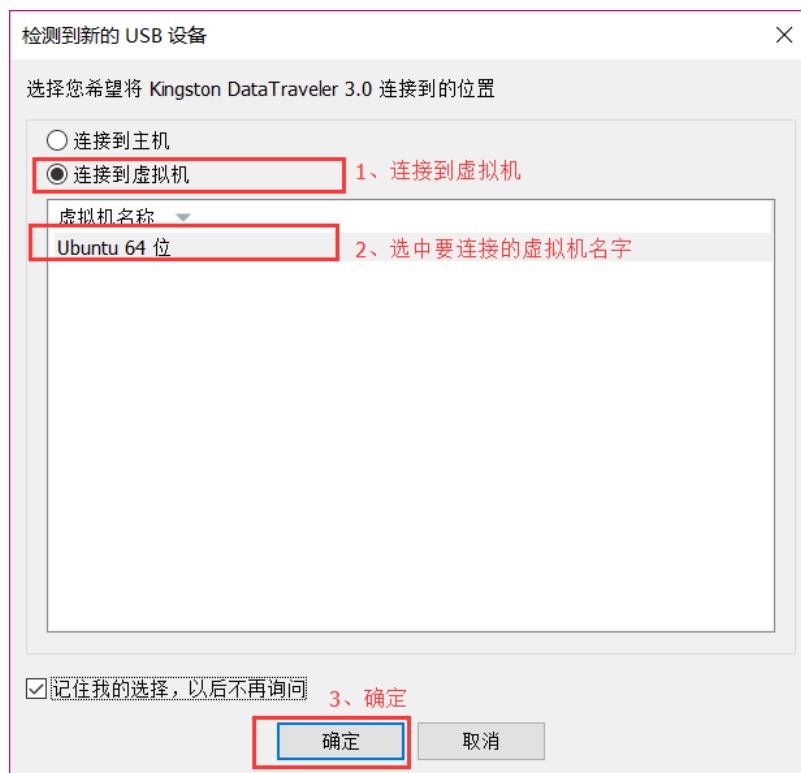 检测到新的 USB 设备
选择您希望将 Kingston DataTraveler 3.0 连接到的位置
连接到主机
连接到虚拟机
1、连接到虚拟机
虚拟机名称
Ubuntu 64 位
2、选中要连接的虚拟机名字
记住我的选择，以后不再询问
3、确定
确定
取消